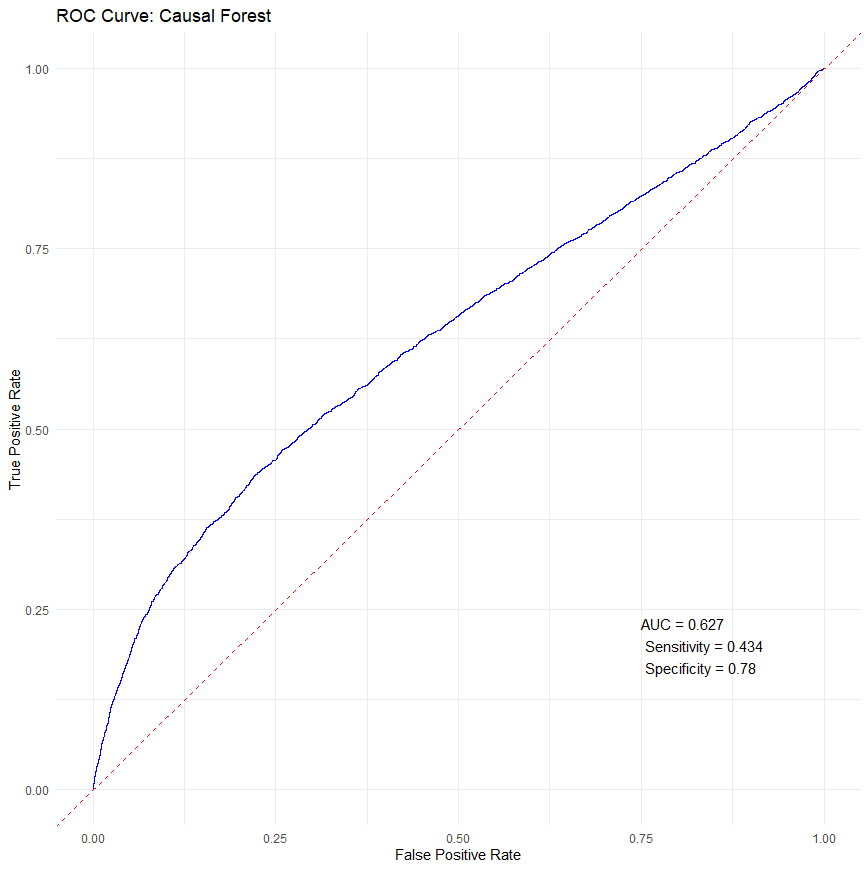 ROC Curve: Causal Forest
1.00
0.75
0.50
0.25
0.00
True Positive Rate
AUC = 0.627
Sensitivity = 0.434
Specificity = 0.78
0.00 0.25 0.50 0.75 1.00
False Positive Rate